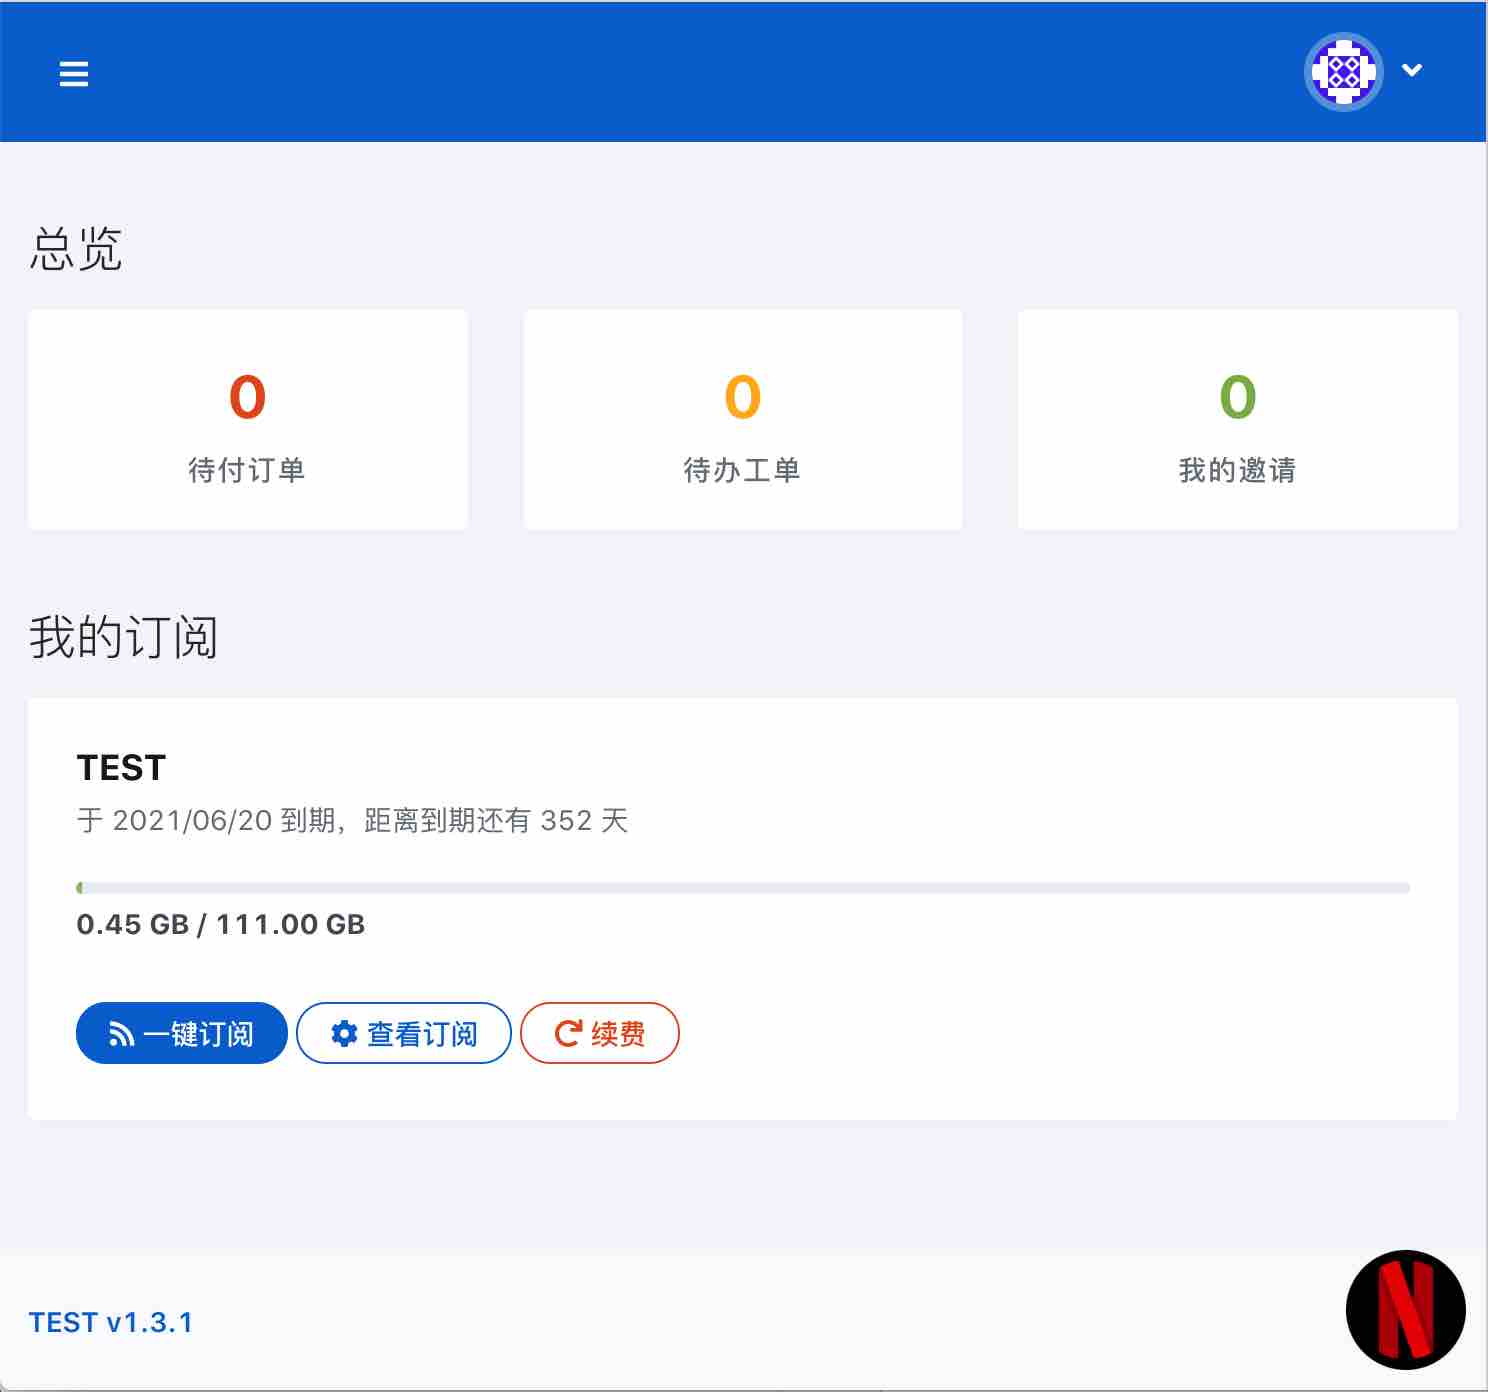 总览
0
待付订单
0
待办工单
0
我的邀请
我的订阅
TEST
于 2021/06/20 到期，距离到期还有 352 天
0.45 GB / 111.00 GB
一键订阅
查看订阅
续费
TEST v1.3.1
N